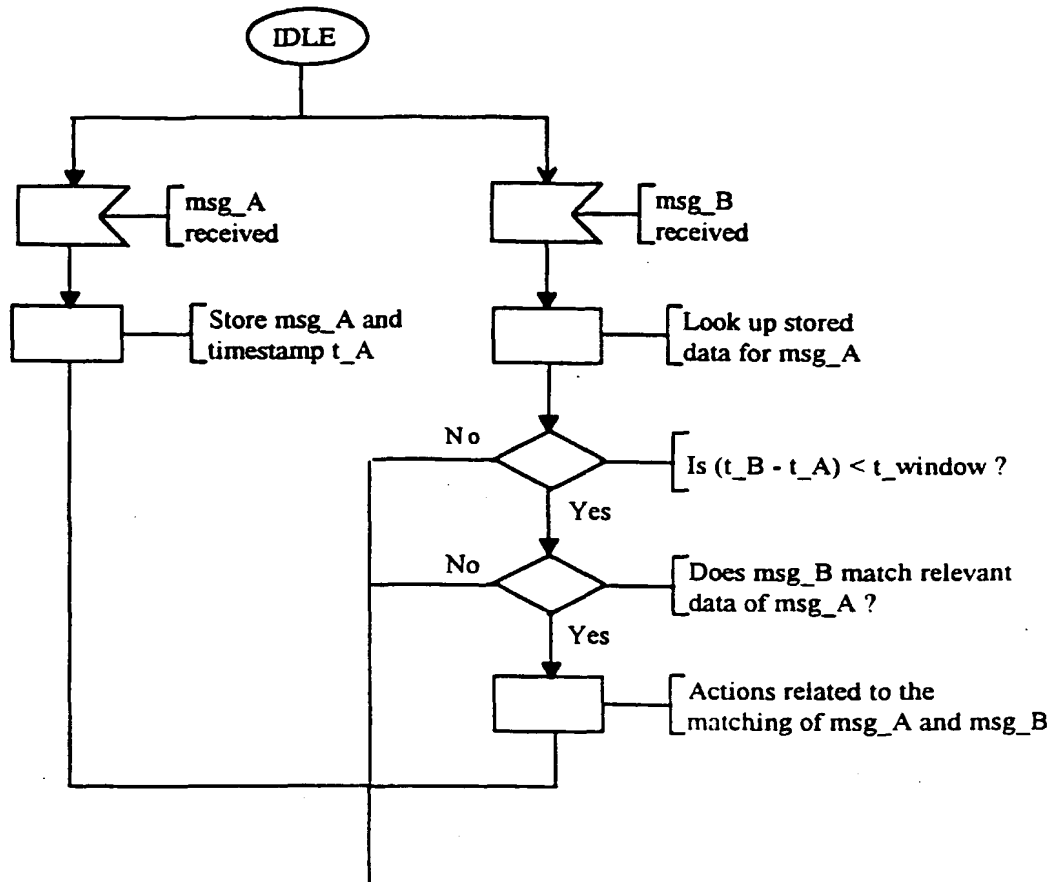 IDLE
msg_A
received
msg_B
received
Store msg_A and
timestamp t_A
Look up stored
data for msg_A
No
Is (t_B - t_A) < t_window ?
Yes
No
Does msg_B match relevant
data of msg_A ?
Yes
Actions related to the
matching of msg_A and msg_B